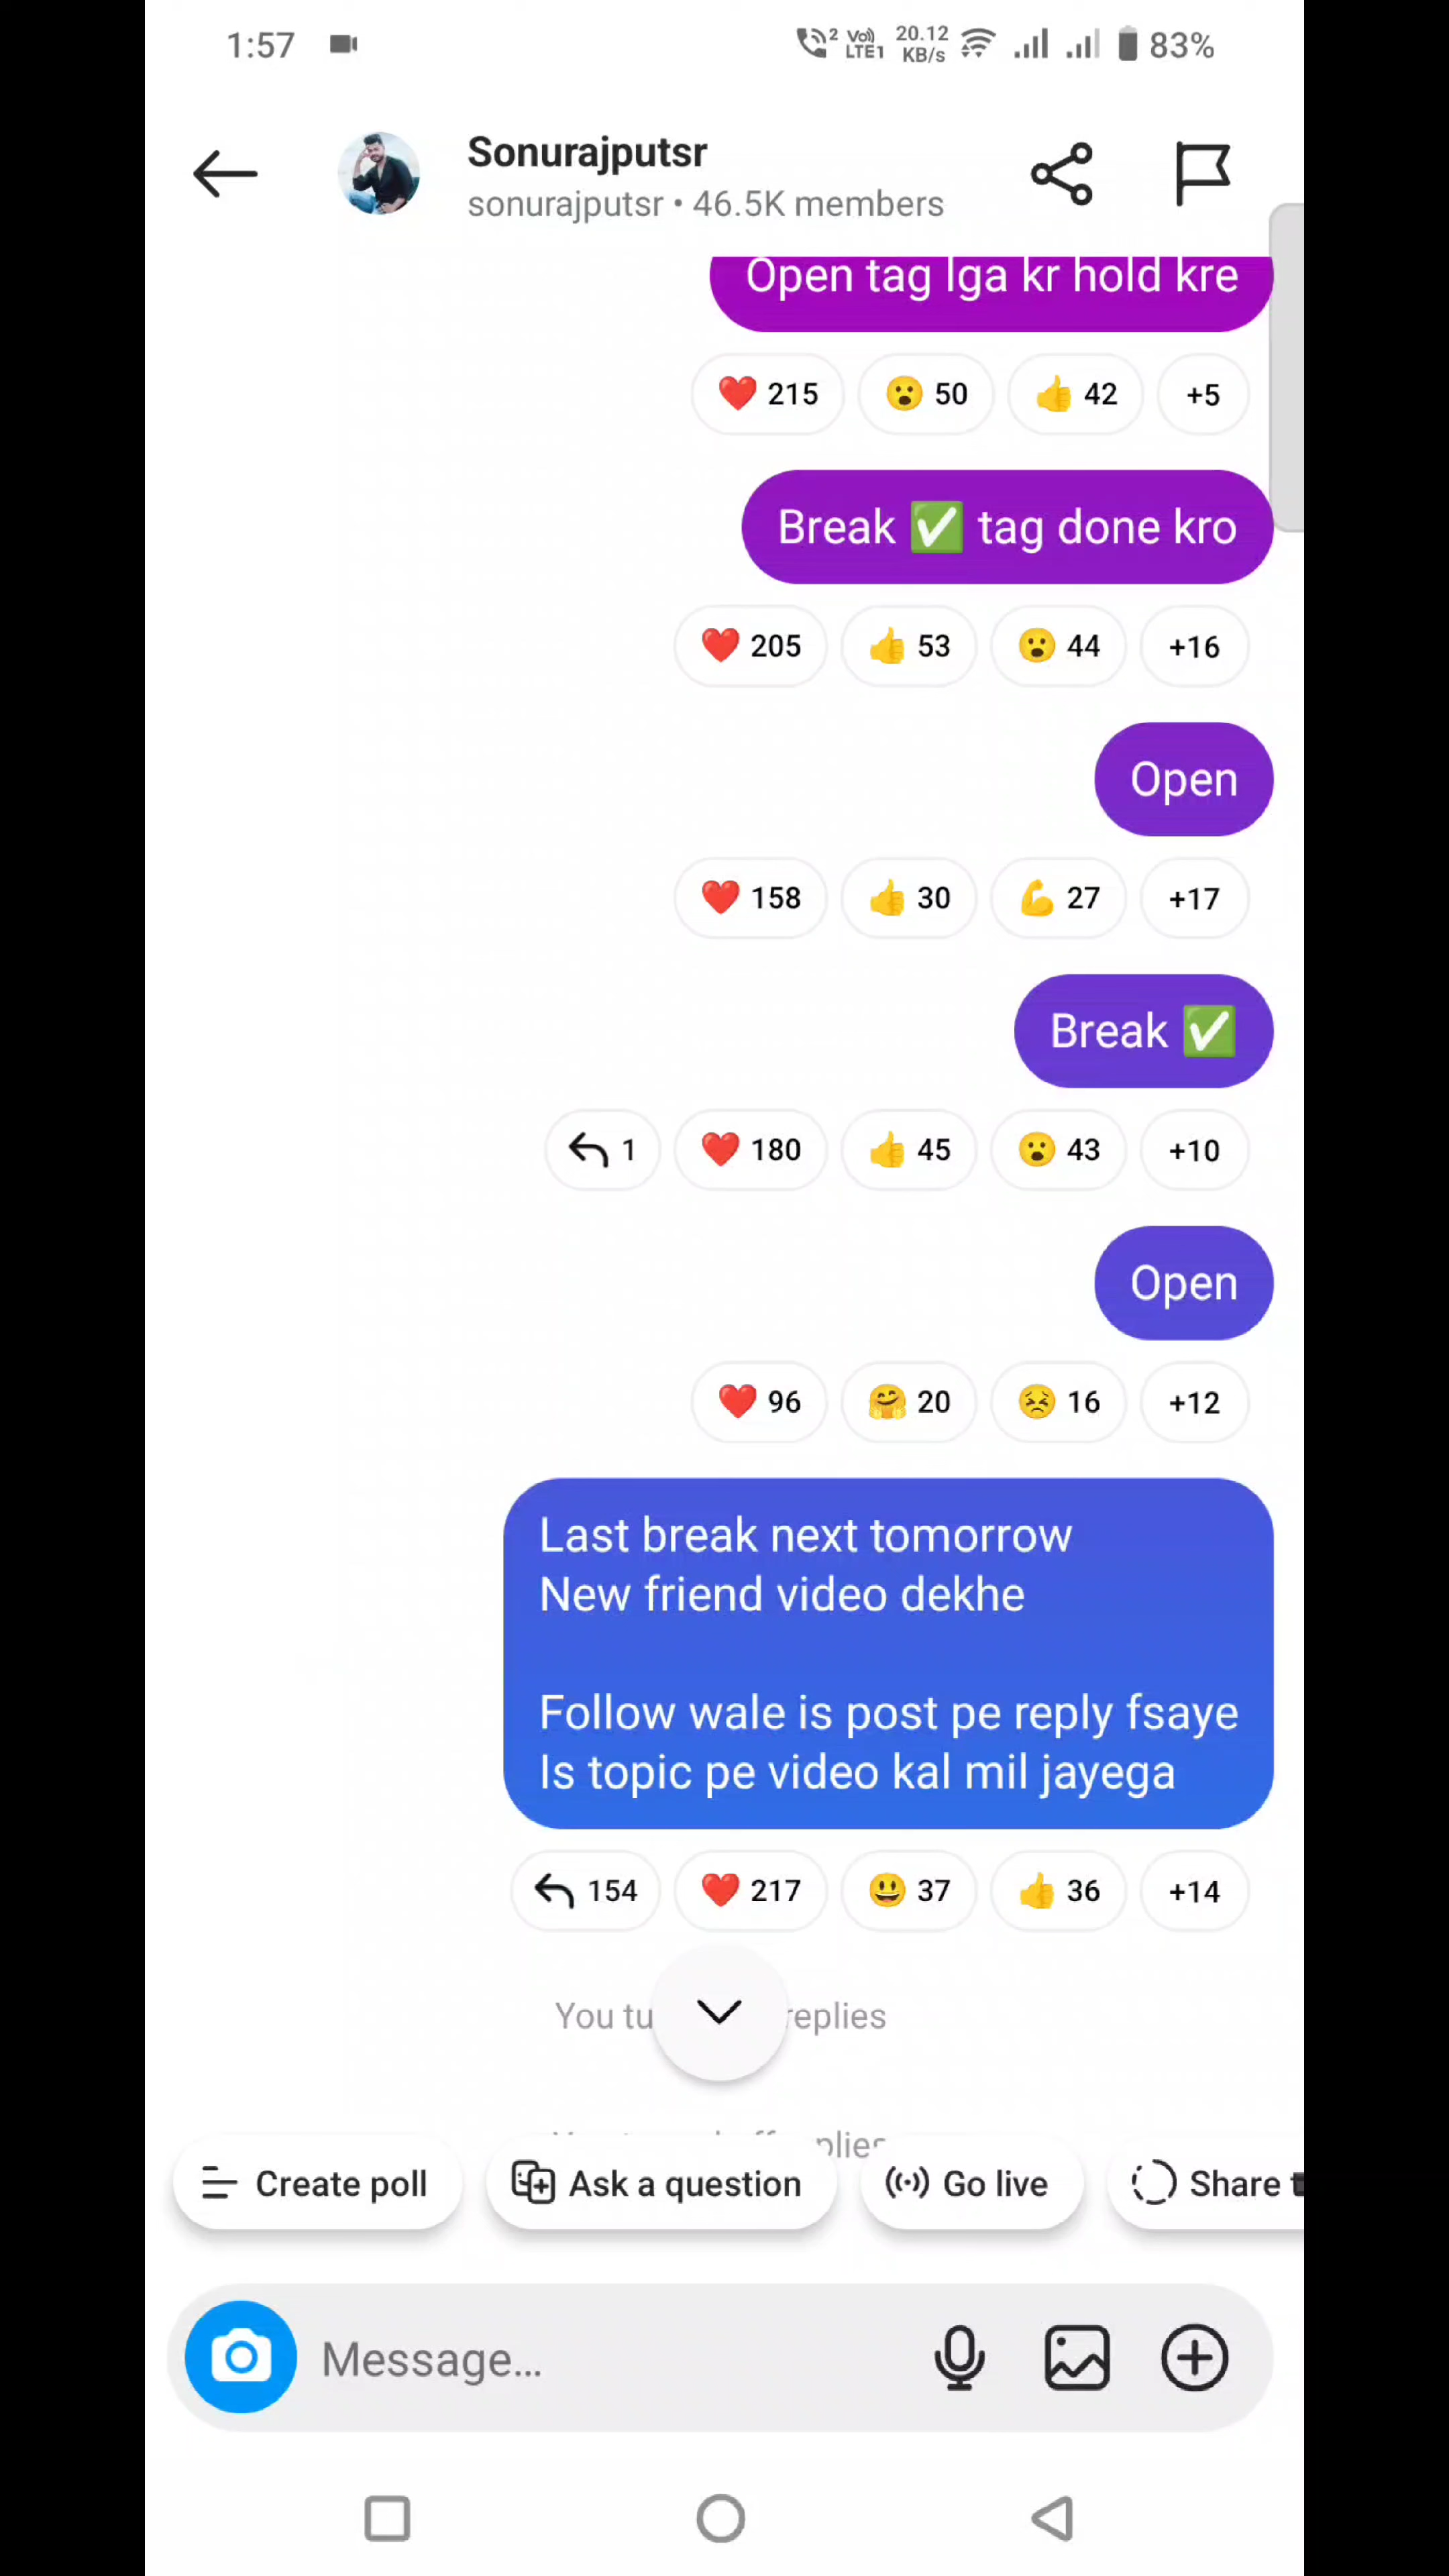 1:57
2 Vo) LTE1 20.12 KB/s 83%
Sonurajputsr
sonurajputsr • 46.5K members
Open tag lga kr hold kre
❤️ 215 😮 50 👍 42 +5
Break ✅ tag done kro
❤️ 205 👍 53 😮 44 +16
Open
❤️ 158 👍 30 💪 27 +17
Break ✅
1 ❤️ 180 👍 45 😮 43 +10
Open
❤️ 96 🤗 20 😣 16 +12
Last break next tomorrow
New friend video dekhe
Follow wale is post pe reply fsaye
Is topic pe video kal mil jayega
154 ❤️ 217 😃 37 👍 36 +14
You replies
Create poll Ask a question Go live Share
Message...